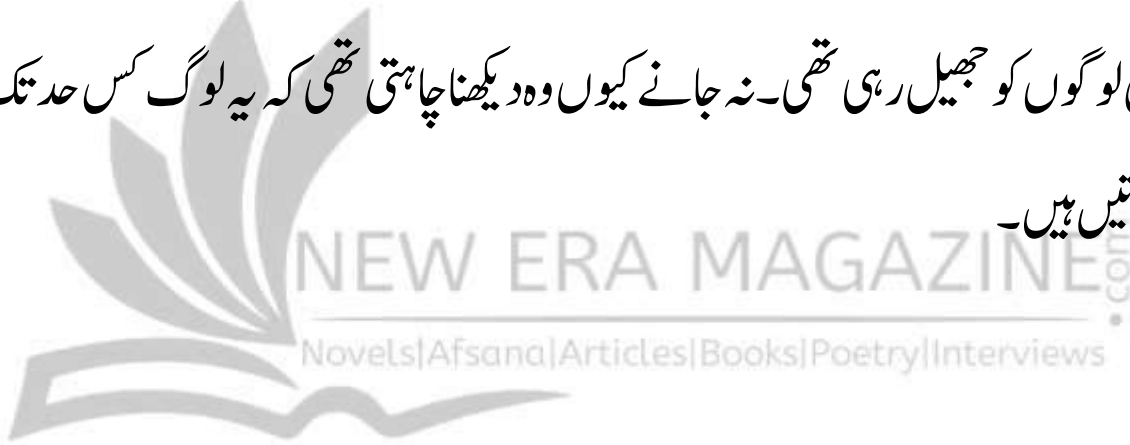 لوگوں کو جھیل رہی تھی۔ نہ جانے کیوں وہ دیکھنا چاہتی تھی کہ یہ لوگ کس حد تک
ہیں۔
NEW ERA MAGAZINE.com
Novels|Afsana|Articles|Books|Poetry|Interviews